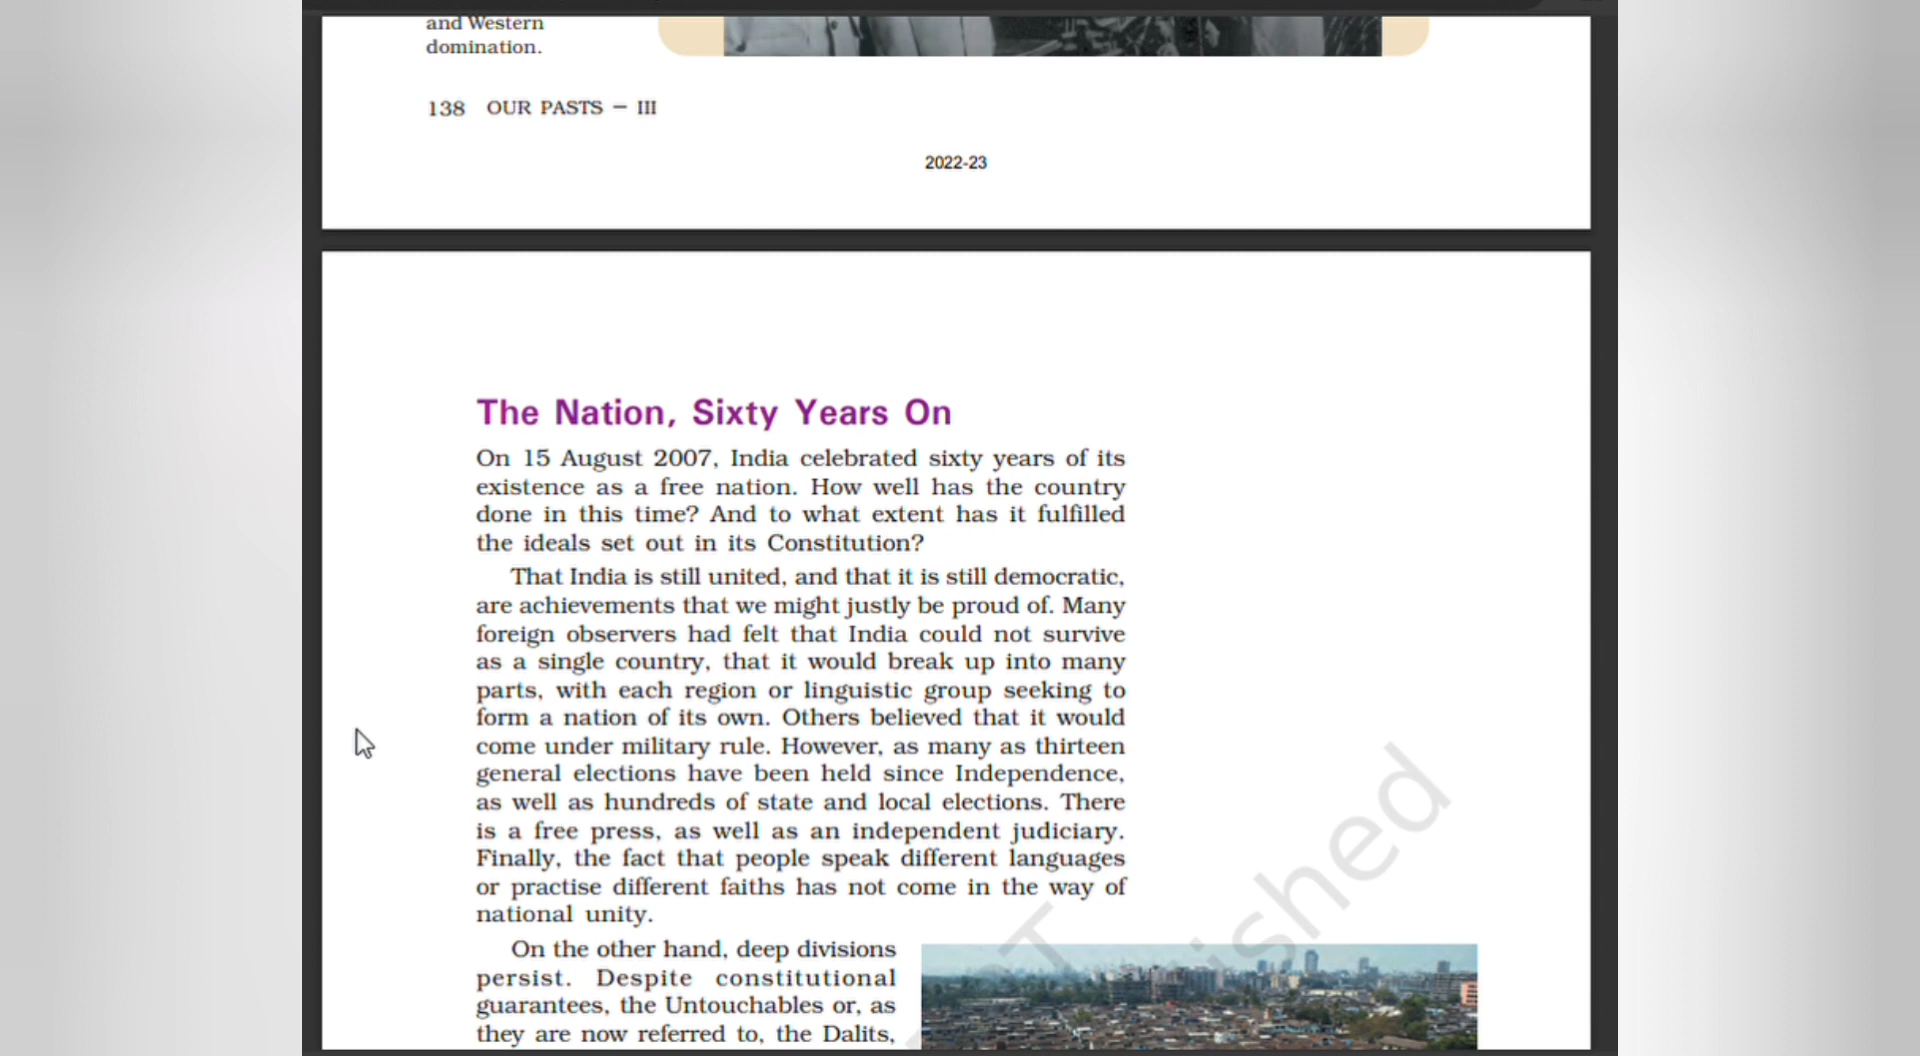 and Western
domination.
138 OUR PASTS – III
2022-23
The Nation, Sixty Years On
On 15 August 2007, India celebrated sixty years of its
existence as a free nation. How well has the country
done in this time? And to what extent has it fulfilled
the ideals set out in its Constitution?
That India is still united, and that it is still democratic,
are achievements that we might justly be proud of. Many
foreign observers had felt that India could not survive
as a single country, that it would break up into many
parts, with each region or linguistic group seeking to
form a nation of its own. Others believed that it would
come under military rule. However, as many as thirteen
general elections have been held since Independence,
as well as hundreds of state and local elections. There
is a free press, as well as an independent judiciary.
Finally, the fact that people speak different languages
or practise different faiths has not come in the way of
national unity.
On the other hand, deep divisions
persist. Despite constitutional
guarantees, the Untouchables or, as
they are now referred to, the Dalits,